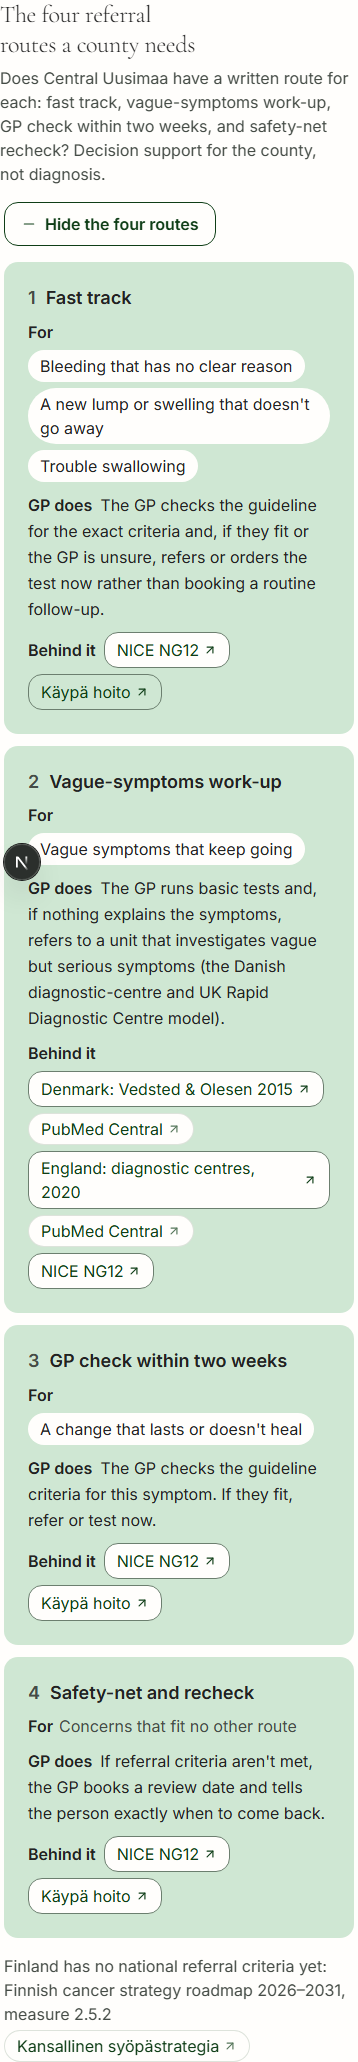 The four referral
routes a county needs
Does Central Uusimaa have a written route for
each: fast track, vague-symptoms work-up,
GP check within two weeks, and safety-net
recheck? Decision support for the county,
not diagnosis.
— Hide the four routes
1 Fast track
For
Bleeding that has no clear reason
A new lump or swelling that doesn't
go away
Trouble swallowing
GP does The GP checks the guideline
for the exact criteria and, if they fit or
the GP is unsure, refers or orders the
test now rather than booking a routine
follow-up.
Behind it NICE NG12 ↗
Käypä hoito ↗
2 Vague-symptoms work-up
For
Vague symptoms that keep going
N
GP does The GP runs basic tests and,
if nothing explains the symptoms,
refers to a unit that investigates vague
but serious symptoms (the Danish
diagnostic-centre and UK Rapid
Diagnostic Centre model).
Behind it
Denmark: Vedsted & Olesen 2015 ↗
PubMed Central ↗
England: diagnostic centres,
2020 ↗
PubMed Central ↗
NICE NG12 ↗
3 GP check within two weeks
For
A change that lasts or doesn't heal
GP does The GP checks the guideline
criteria for this symptom. If they fit,
refer or test now.
Behind it NICE NG12 ↗
Käypä hoito ↗
4 Safety-net and recheck
For Concerns that fit no other route
GP does If referral criteria aren't met,
the GP books a review date and tells
the person exactly when to come back.
Behind it NICE NG12 ↗
Käypä hoito ↗
Finland has no national referral criteria yet:
Finnish cancer strategy roadmap 2026–2031,
measure 2.5.2
Kansallinen syöpästrategia ↗